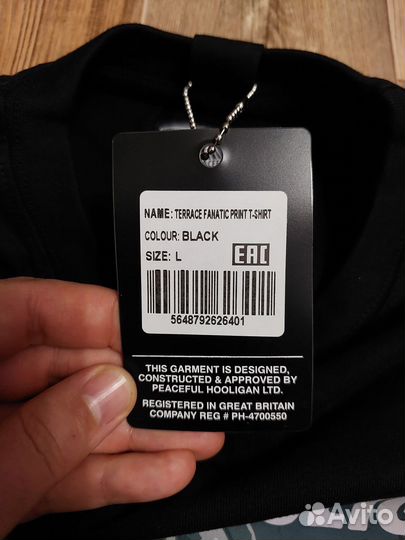 NAME: TERRACE FANATIC PRINT T-SHIRT
COLOUR: BLACK
SIZE: L
EAC
5648792626401
THIS GARMENT IS DESIGNED,
CONSTRUCTED & APPROVED BY
PEACEFUL HOOLIGAN LTD.
REGISTERED IN GREAT BRITAIN
COMPANY REG # PH-4700550
Avito